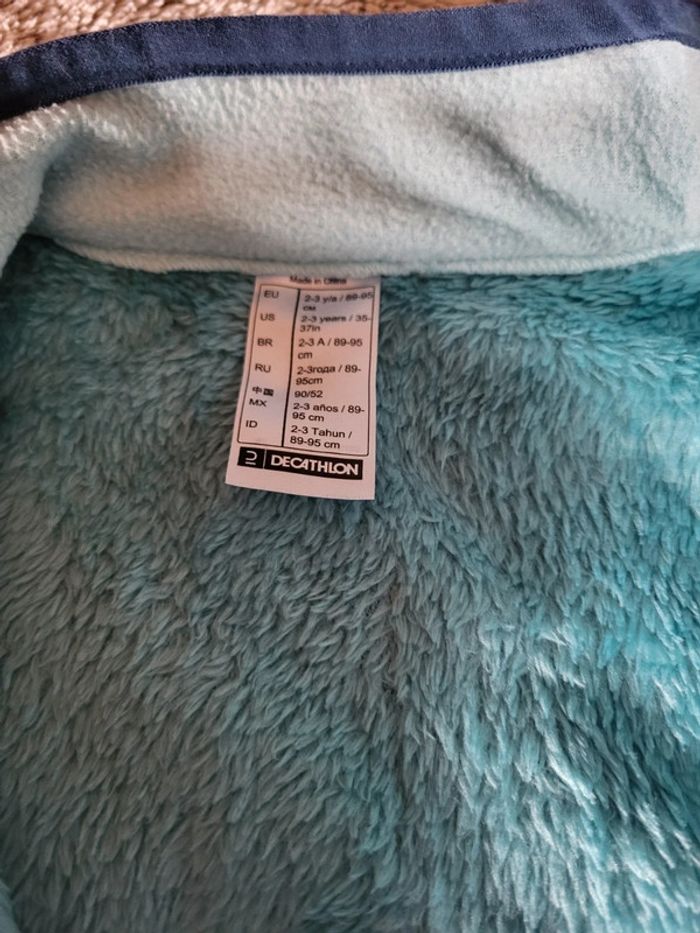 Made in China
EU 2-3 y/a / 89-95
CM
US 2-3 years / 35-
37In
BR 2-3 A / 89-95
cm
RU 2-3года / 89-
95cm
中国 90/52
MX 2-3 años / 89-
95 cm
ID 2-3 Tahun /
89-95 cm
DECATHLON